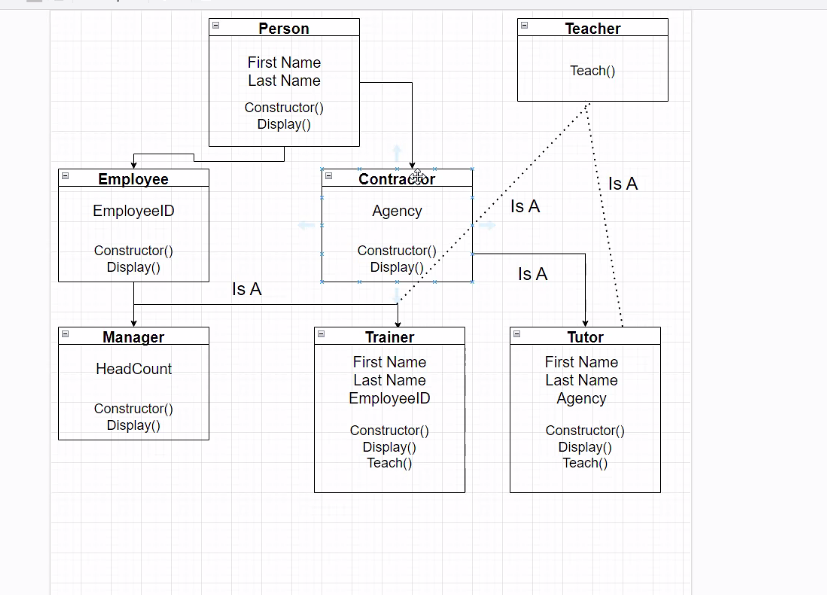 Person
First Name
Last Name
Constructor()
Display()
Teacher
Teach()
Employee
EmployeeID
Constructor()
Display()
Contractor
Agency
Constructor()
Display()
Is A
Is A
Is A
Is A
Manager
HeadCount
Constructor()
Display()
Trainer
First Name
Last Name
EmployeeID
Constructor()
Display()
Teach()
Tutor
First Name
Last Name
Agency
Constructor()
Display()
Teach()